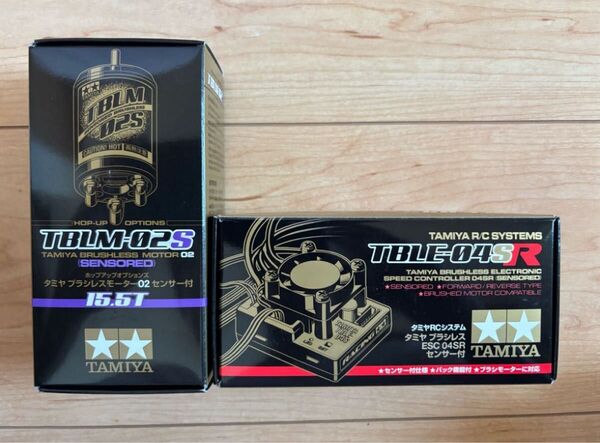 TBLM
02S
CAUTION! HOT
HOP-UP OPTIONS
TBLM-02S
TAMIYA BRUSHLESS MOTOR 02
(SENSORED)
ホップアップオプションズ
タミヤ ブラシレスモーター02 センサー付
15.5T
TAMIYA
TAMIYA R/C SYSTEMS
TBLE-04SR
TAMIYA BRUSHLESS ELECTRONIC
SPEED CONTROLLER 04SR (SENSORED)
★SENSORED ★FORWARD/REVERSE TYPE
★BRUSHED MOTOR COMPATIBLE
タミヤRCシステム
タミヤ ブラシレス
ESC 04SR
センサー付
TAMIYA
★センサー付仕様 ★バック機能付 ★ブラシモーターに対応